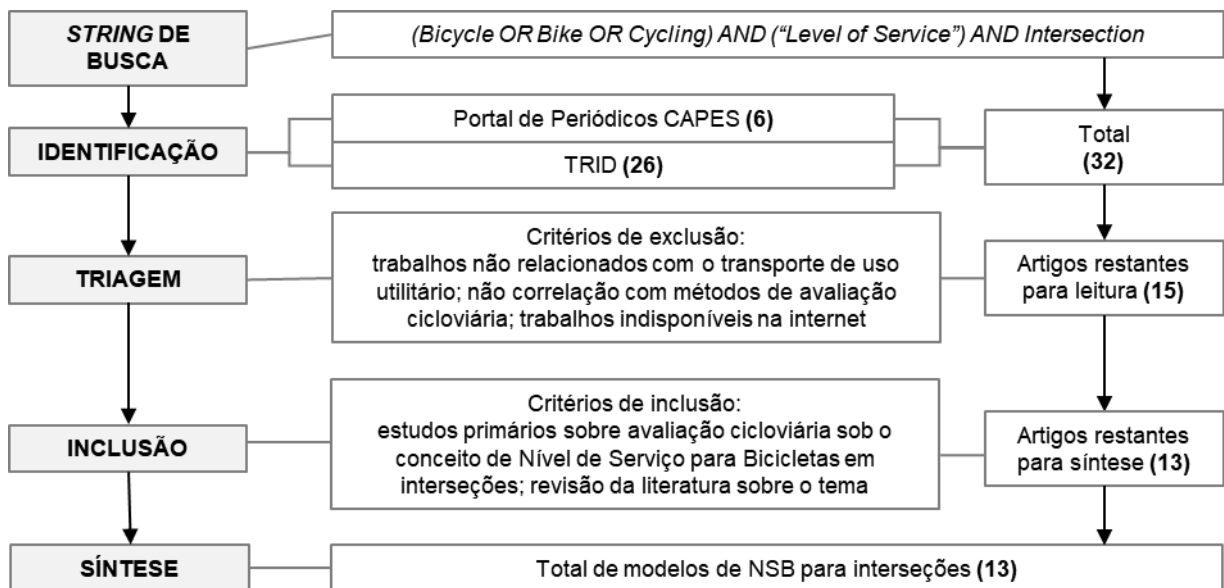 STRING DE
BUSCA
(Bicycle OR Bike OR Cycling) AND (“Level of Service”) AND Intersection
IDENTIFICAÇÃO
Portal de Periódicos CAPES (6)
TRID (26)
Total
(32)
TRIAGEM
Critérios de exclusão:
trabalhos não relacionados com o transporte de uso
utilitário; não correlação com métodos de avaliação
cicloviária; trabalhos indisponíveis na internet
Artigos restantes
para leitura (15)
INCLUSÃO
Critérios de inclusão:
estudos primários sobre avaliação cicloviária sob o
conceito de Nível de Serviço para Bicicletas em
interseções; revisão da literatura sobre o tema
Artigos restantes
para síntese (13)
SÍNTESE
Total de modelos de NSB para interseções (13)